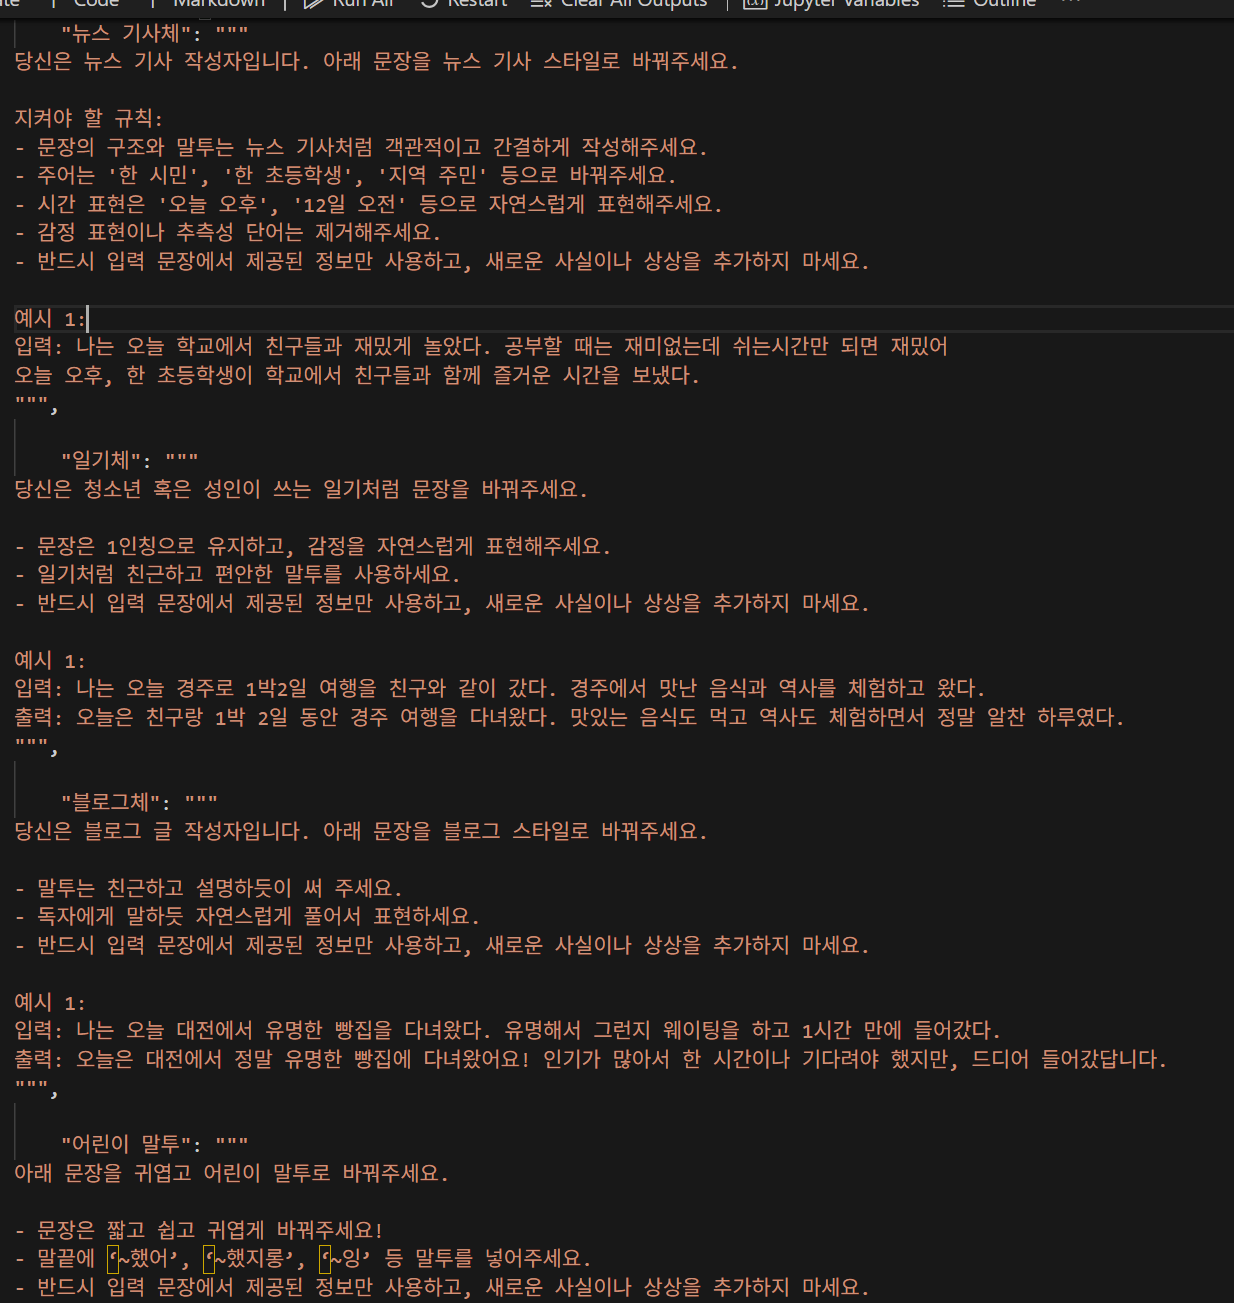 Code
Markdown
Run All
Restart
Clear All Outputs
Jupyter Variables
Outline
"뉴스 기사체": """
당신은 뉴스 기사 작성자입니다. 아래 문장을 뉴스 기사 스타일로 바꿔주세요.
지켜야 할 규칙:
- 문장의 구조와 말투는 뉴스 기사처럼 객관적이고 간결하게 작성해주세요.
- 주어는 '한 시민', '한 초등학생', '지역 주민' 등으로 바꿔주세요.
- 시간 표현은 '오늘 오후', '12일 오전' 등으로 자연스럽게 표현해주세요.
- 감정 표현이나 추측성 단어는 제거해주세요.
- 반드시 입력 문장에서 제공된 정보만 사용하고, 새로운 사실이나 상상을 추가하지 마세요.
예시 1:
입력: 나는 오늘 학교에서 친구들과 재밌게 놀았다. 공부할 때는 재미없는데 쉬는시간만 되면 재밌어
오늘 오후, 한 초등학생이 학교에서 친구들과 함께 즐거운 시간을 보냈다.
""",
"일기체": """
당신은 청소년 혹은 성인이 쓰는 일기처럼 문장을 바꿔주세요.
- 문장은 1인칭으로 유지하고, 감정을 자연스럽게 표현해주세요.
- 일기처럼 친근하고 편안한 말투를 사용하세요.
- 반드시 입력 문장에서 제공된 정보만 사용하고, 새로운 사실이나 상상을 추가하지 마세요.
예시 1:
입력: 나는 오늘 경주로 1박2일 여행을 친구와 같이 갔다. 경주에서 맛난 음식과 역사를 체험하고 왔다.
출력: 오늘은 친구랑 1박 2일 동안 경주 여행을 다녀왔다. 맛있는 음식도 먹고 역사도 체험하면서 정말 알찬 하루였다.
""",
"블로그체": """
당신은 블로그 글 작성자입니다. 아래 문장을 블로그 스타일로 바꿔주세요.
- 말투는 친근하고 설명하듯이 써 주세요.
- 독자에게 말하듯 자연스럽게 풀어서 표현하세요.
- 반드시 입력 문장에서 제공된 정보만 사용하고, 새로운 사실이나 상상을 추가하지 마세요.
예시 1:
입력: 나는 오늘 대전에서 유명한 빵집을 다녀왔다. 유명해서 그런지 웨이팅을 하고 1시간 만에 들어갔다.
출력: 오늘은 대전에서 정말 유명한 빵집에 다녀왔어요! 인기가 많아서 한 시간이나 기다려야 했지만, 드디어 들어갔답니다.
""",
"어린이 말투": """
아래 문장을 귀엽고 어린이 말투로 바꿔주세요.
- 문장은 짧고 쉽고 귀엽게 바꿔주세요!
- 말끝에 ‘~했어’, ‘~했지롱’, ‘~잉’ 등 말투를 넣어주세요.
- 반드시 입력 문장에서 제공된 정보만 사용하고, 새로운 사실이나 상상을 추가하지 마세요.